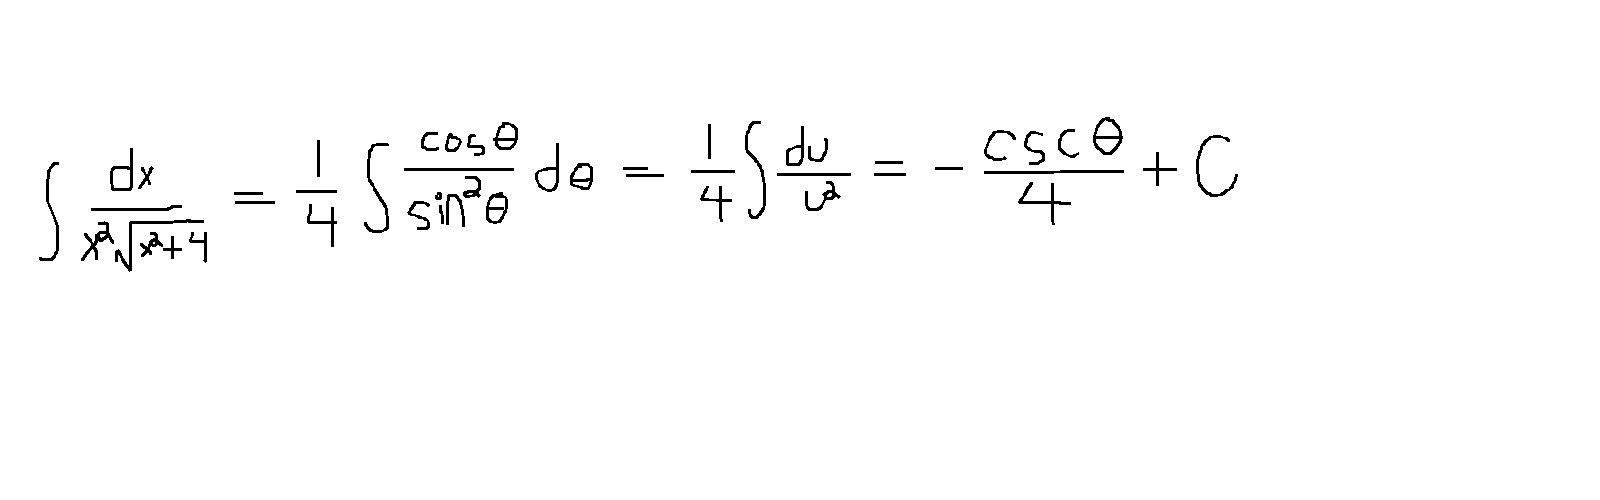 ∫ dx / (x²√(x²+4)) = 1/4 ∫ cosθ / sin²θ dθ = 1/4 ∫ du / u² = - cscθ / 4 + C